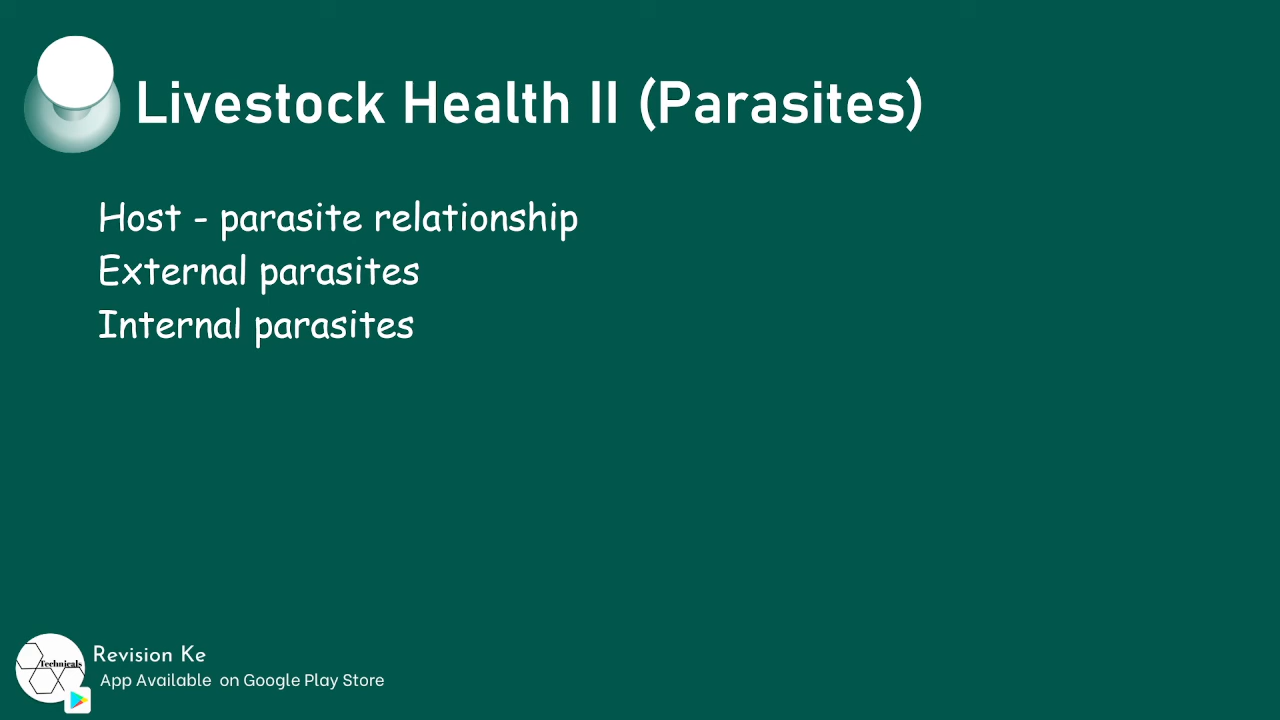 Livestock Health II (Parasites)
Host - parasite relationship
External parasites
Internal parasites
Technicals
Revision Ke
App Available on Google Play Store